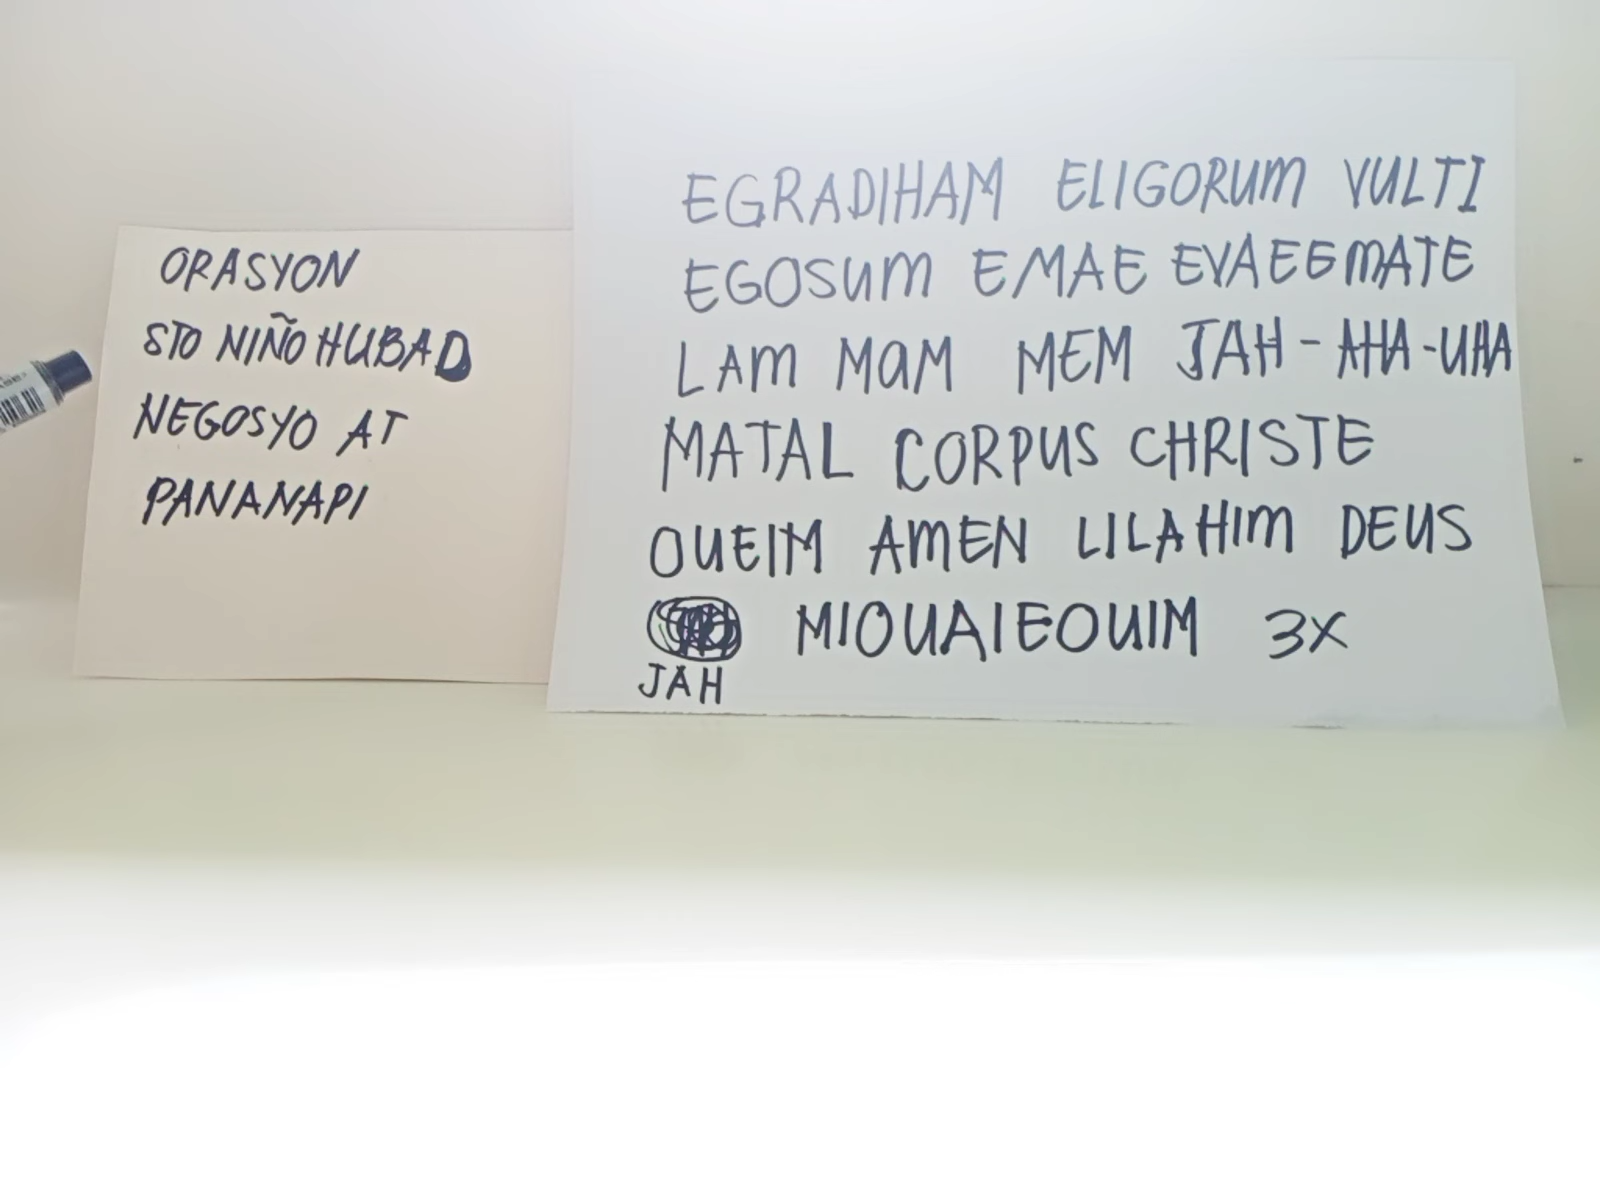 ORASYON
STO NIÑO HUBAD
NEGOSYO AT
PANANAPI
EGRADIHAM ELIGORUM VULTI
EGOSUM EMAE EVAEEMATE
LAM MAM MEM JAH-AHA-UHA
MATAL CORPUS CHRISTE
OUEIM AMEN LILAHIM DEUS
MIOUAIEOUIM 3X
JAH